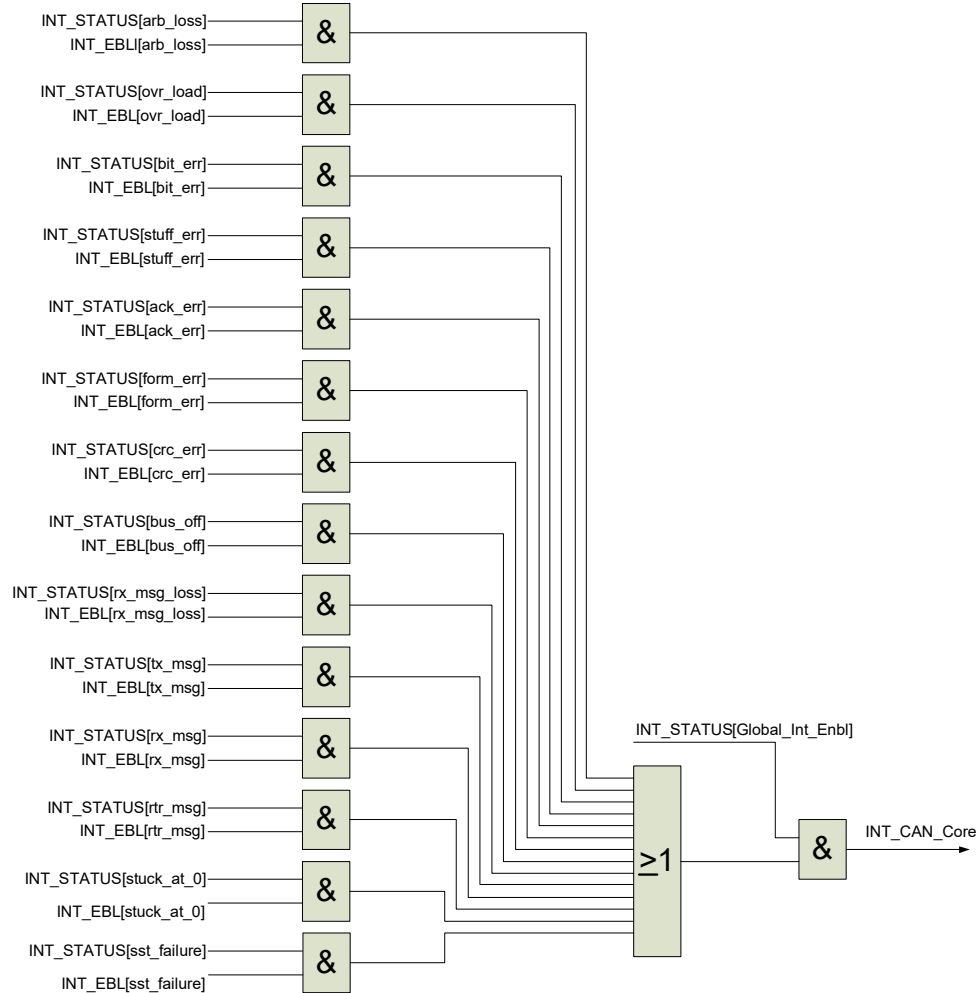 INT_STATUS[arb_loss]
INT_EBLI[arb_loss]
&
INT_STATUS[ovr_load]
INT_EBL[ovr_load]
&
INT_STATUS[bit_err]
INT_EBL[bit_err]
&
INT_STATUS[stuff_err]
INT_EBL[stuff_err]
&
INT_STATUS[ack_err]
INT_EBL[ack_err]
&
INT_STATUS[form_err]
INT_EBL[form_err]
&
INT_STATUS[crc_err]
INT_EBL[crc_err]
&
INT_STATUS[bus_off]
INT_EBL[bus_off]
&
INT_STATUS[rx_msg_loss]
INT_EBL[rx_msg_loss]
&
INT_STATUS[tx_msg]
INT_EBL[tx_msg]
&
INT_STATUS[rx_msg]
INT_EBL[rx_msg]
&
INT_STATUS[rtr_msg]
INT_EBL[rtr_msg]
&
INT_STATUS[stuck_at_0]
INT_EBL[stuck_at_0]
&
INT_STATUS[sst_failure]
INT_EBL[sst_failure]
&
INT_STATUS[Global_Int_Enbl]
≥1
&
INT_CAN_Core